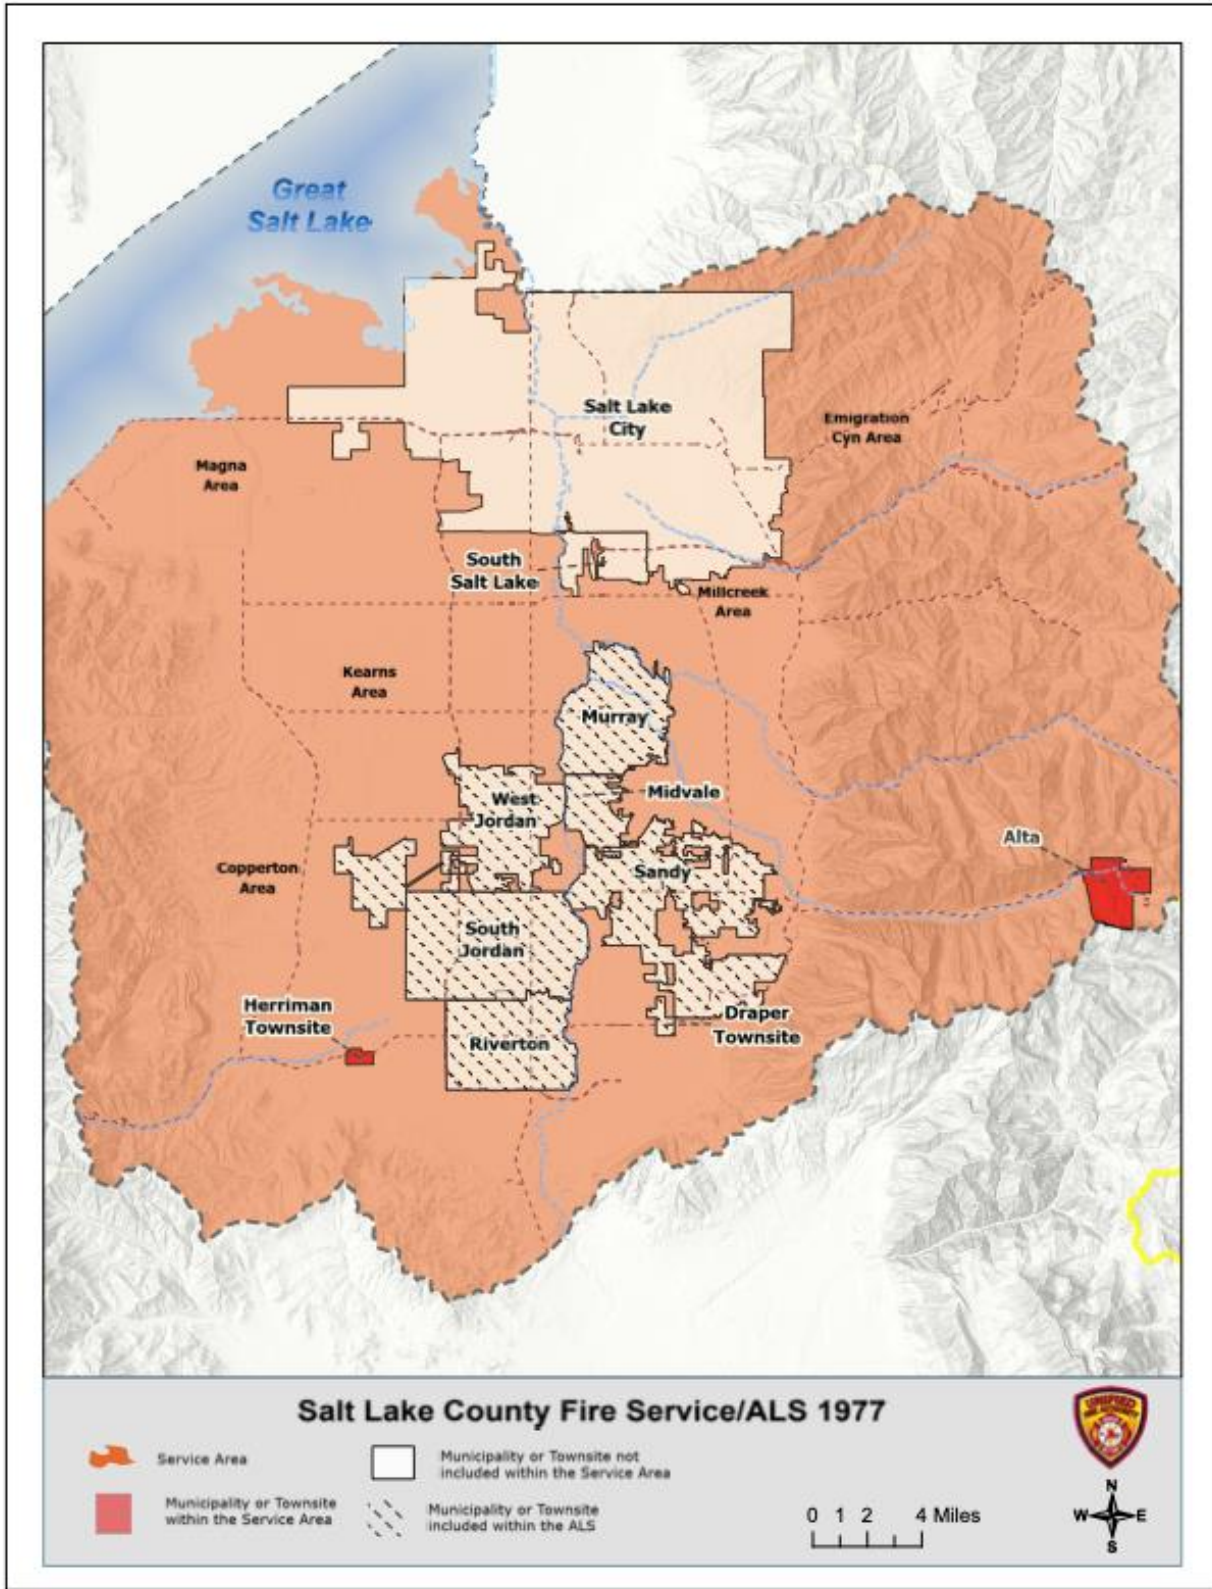 Great
Salt Lake
Salt Lake
City
Emigration
Cyn Area
Magna
Area
South
Salt Lake
Millcreek
Area
Kearns
Area
Murray
West
Jordan
Midvale
Alta
Copperton
Area
Sandy
South
Jordan
Herriman
Townsite
Draper
Townsite
Riverton
Salt Lake County Fire Service/ALS 1977
Service Area
Municipality or Townsite not
included within the Service Area
Municipality or Townsite
within the Service Area
Municipality or Townsite
included within the ALS
0 1 2 4 Miles
UNIFIED
FIRE AUTHORITY
N
W E
S